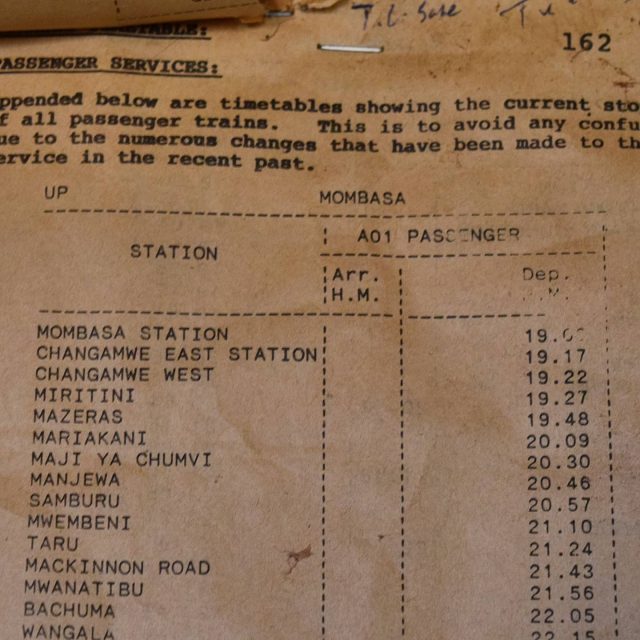 T. L.
162
PASSENGER SERVICES:
ppended below are timetables showing the current sto
f all passenger trains. This is to avoid any confu
ue to the numerous changes that have been made to th
ervice in the recent past.
UP MOMBASA
STATION A01 PASSENGER
Arr. Dep.
H.M. .M.
MOMBASA STATION
CHANGAMWE EAST STATION 19.17
CHANGAMWE WEST 19.22
MIRITINI 19.27
MAZERAS 19.48
MARIAKANI 20.09
MAJI YA CHUMVI 20.30
MANJEWA 20.46
SAMBURU 20.57
MWEMBENI 21.10
TARU 21.24
MACKINNON ROAD 21.43
MWANATIBU 21.56
BACHUMA 22.05
WANGALA 22.15